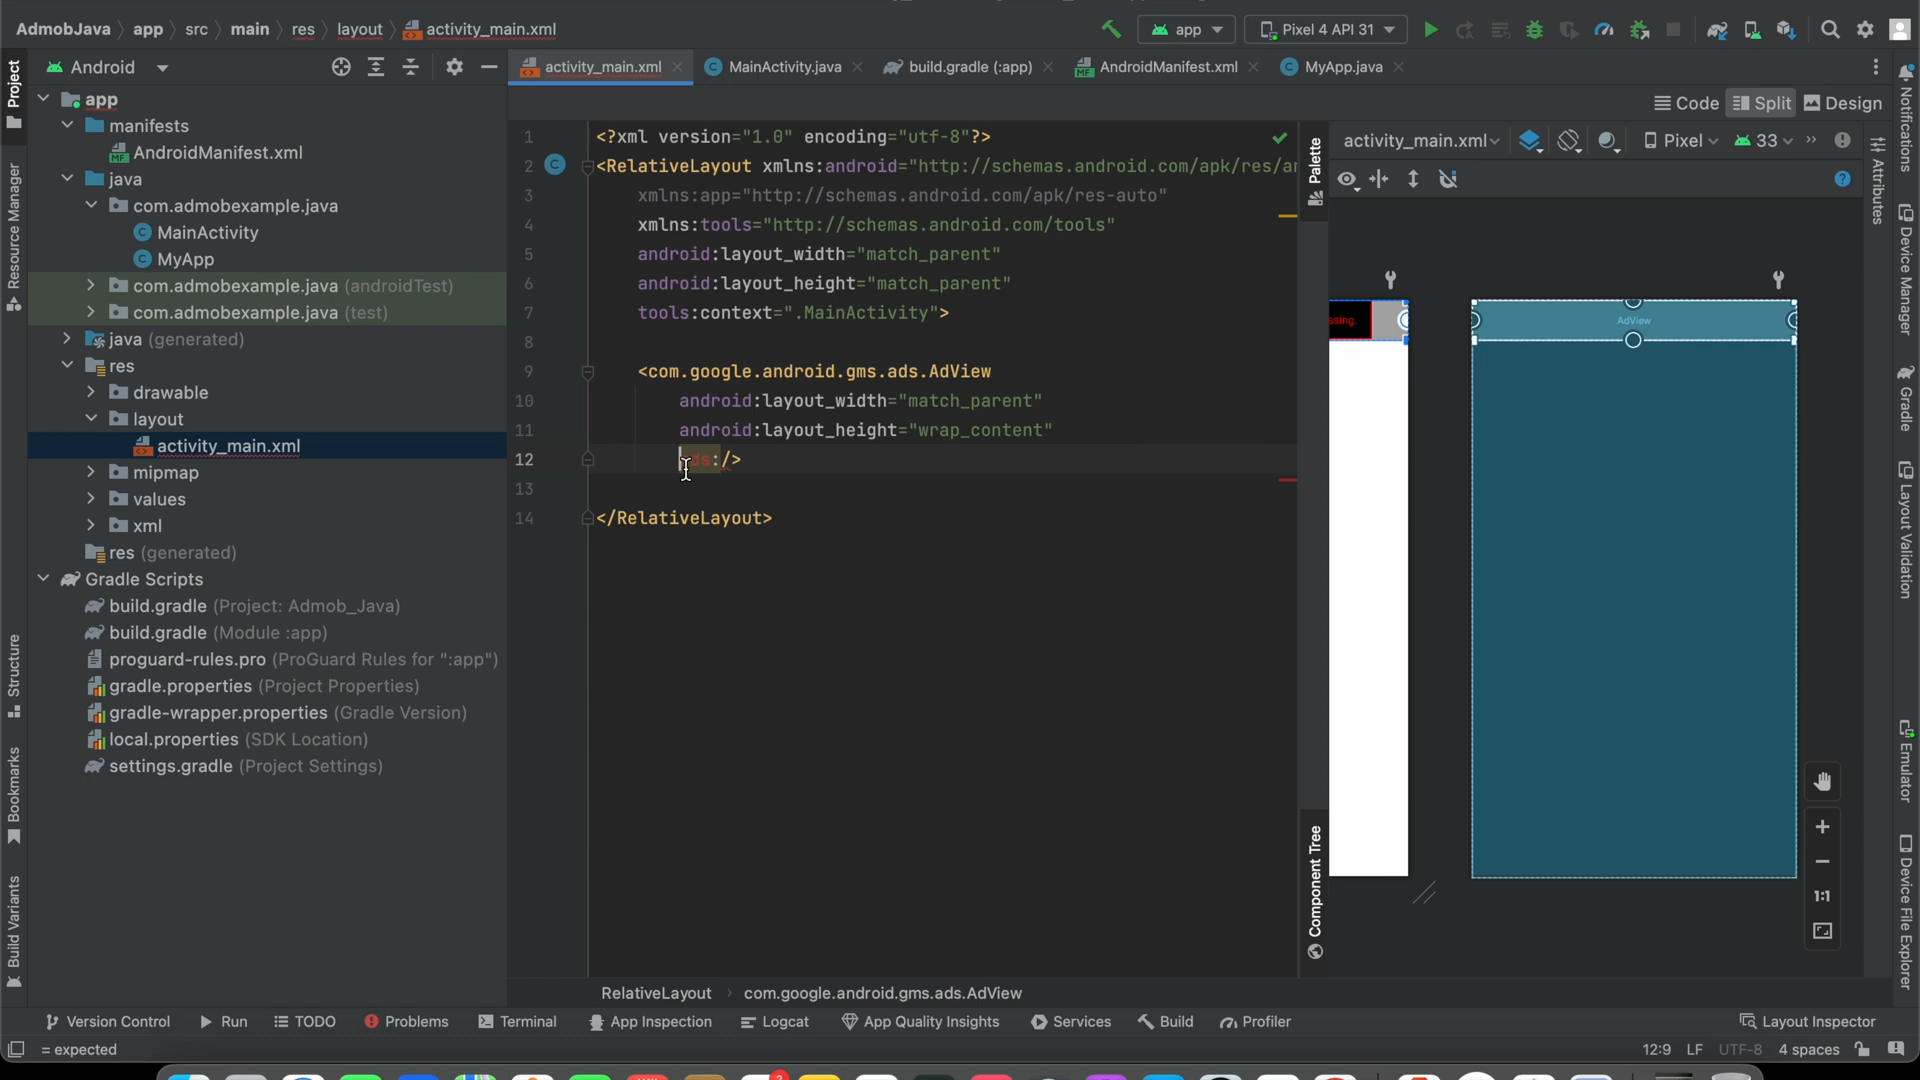 AdmobJava app src main res layout activity_main.xml app Pixel 4 API 31
Project Android activity_main.xml MainActivity.java build.gradle (:app) AndroidManifest.xml MyApp.java
Code Split Design
app
manifests
AndroidManifest.xml
java
com.admobexample.java
MainActivity
MyApp
com.admobexample.java (androidTest)
com.admobexample.java (test)
java (generated)
res
drawable
layout
activity_main.xml
mipmap
values
xml
res (generated)
Gradle Scripts
build.gradle (Project: Admob_Java)
build.gradle (Module :app)
proguard-rules.pro (ProGuard Rules for ":app")
gradle.properties (Project Properties)
gradle-wrapper.properties (Gradle Version)
local.properties (SDK Location)
settings.gradle (Project Settings)
Resource Manager
Structure
Bookmarks
Build Variants
1 <?xml version="1.0" encoding="utf-8"?>
2 <RelativeLayout xmlns:android="http://schemas.android.com/apk/res/an
3 xmlns:app="http://schemas.android.com/apk/res-auto"
4 xmlns:tools="http://schemas.android.com/tools"
5 android:layout_width="match_parent"
6 android:layout_height="match_parent"
7 tools:context=".MainActivity">
8
9 <com.google.android.gms.ads.AdView
10 android:layout_width="match_parent"
11 android:layout_height="wrap_content"
12 ds:/>
13
14 </RelativeLayout>
Palette
Component Tree
activity_main.xml Pixel 33
ssing.
AdView
1:1
Attributes
Notifications
Device Manager
Gradle
Layout Validation
Emulator
Device File Explorer
RelativeLayout com.google.android.gms.ads.AdView
Version Control Run TODO Problems Terminal App Inspection Logcat App Quality Insights Services Build Profiler Layout Inspector
= expected 12:9 LF UTF-8 4 spaces
2